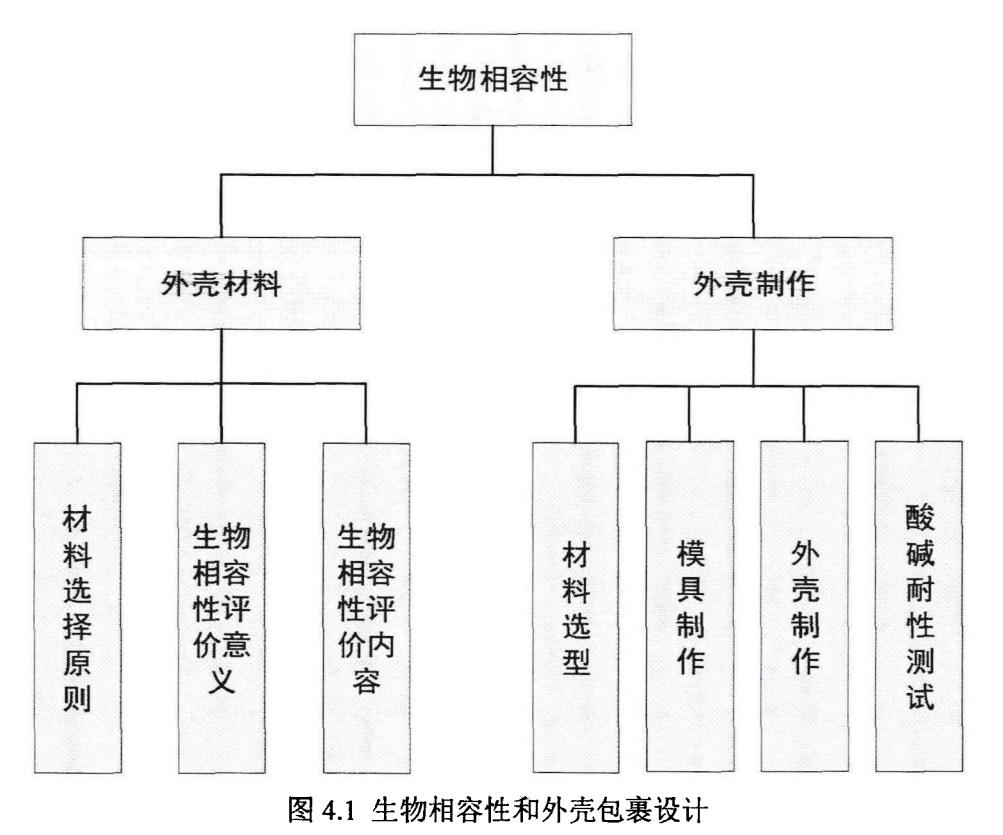 生物相容性
外壳材料
外壳制作
材料选择原则
生物
相容
性评
价意
义
生物
相容
性评
价内
容
材料选型
模具制作
外壳制作
酸碱耐性测试
图 4.1 生物相容性和外壳包裹设计